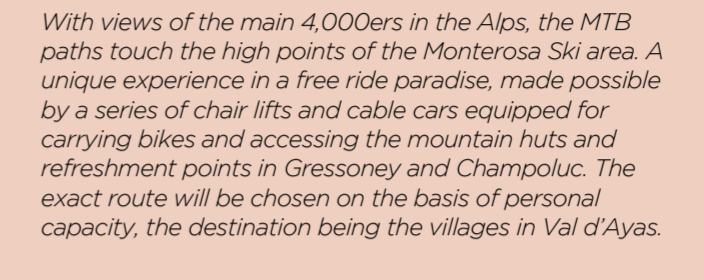 With views of the main 4,000ers in the Alps, the MTB
paths touch the high points of the Monterosa Ski area. A
unique experience in a free ride paradise, made possible
by a series of chair lifts and cable cars equipped for
carrying bikes and accessing the mountain huts and
refreshment points in Gressoney and Champoluc. The
exact route will be chosen on the basis of personal
capacity, the destination being the villages in Val d’Ayas.